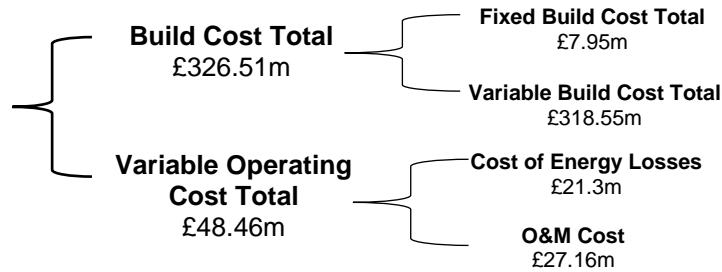 Build Cost Total
£326.51m
Fixed Build Cost Total
£7.95m
Variable Build Cost Total
£318.55m
Variable Operating
Cost Total
£48.46m
Cost of Energy Losses
£21.3m
O&M Cost
£27.16m